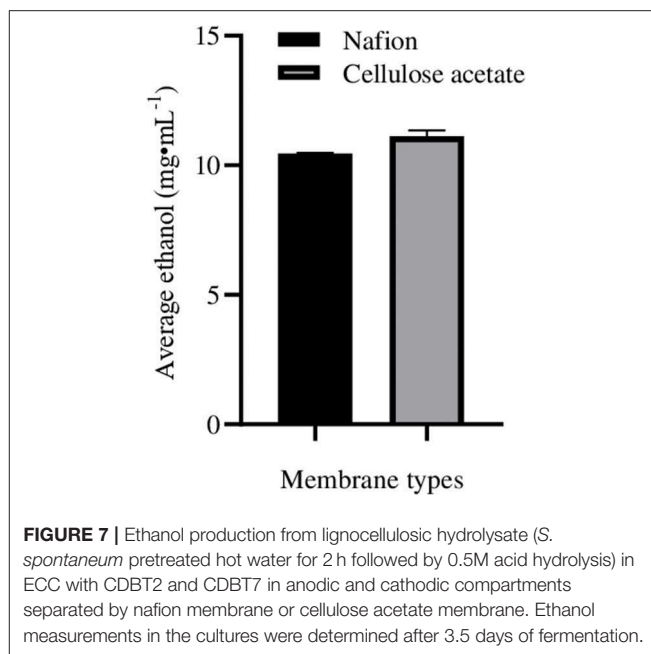 15
Nafion
Cellulose acetate
Average ethanol (mg•mL⁻¹)
10
5
0
Membrane types
FIGURE 7 | Ethanol production from lignocellulosic hydrolysate (S.
spontaneum pretreated hot water for 2 h followed by 0.5M acid hydrolysis) in
ECC with CDBT2 and CDBT7 in anodic and cathodic compartments
separated by nafion membrane or cellulose acetate membrane. Ethanol
measurements in the cultures were determined after 3.5 days of fermentation.